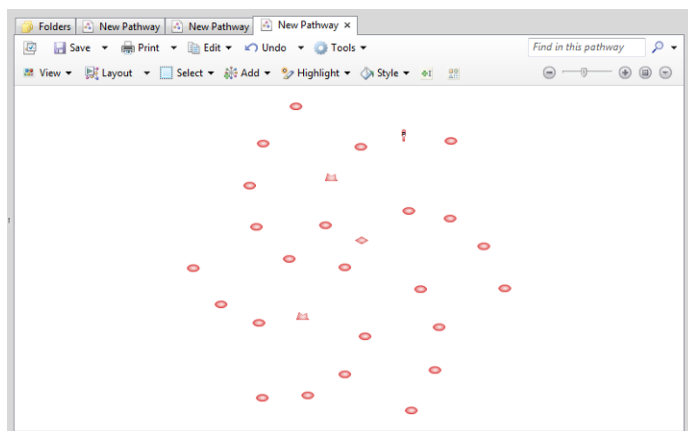 Folders New Pathway New Pathway New Pathway ×
Save Print Edit Undo Tools Find in this pathway
View Layout Select Add Highlight Style